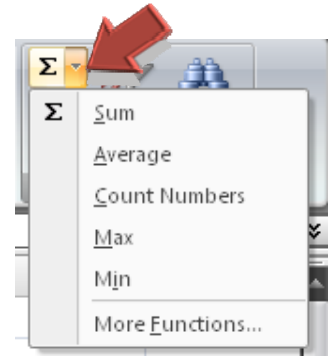 Σ
Σ Sum
Average
Count Numbers
Max
Min
More Functions...